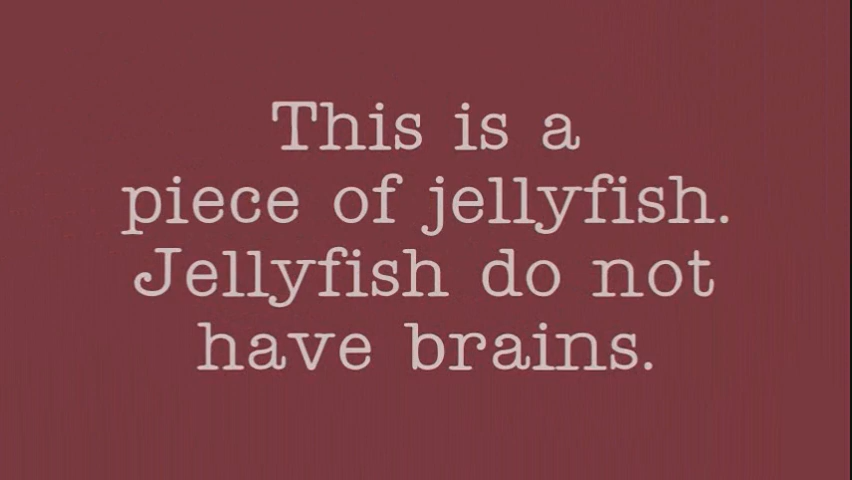 This is a
piece of jellyfish.
Jellyfish do not
have brains.